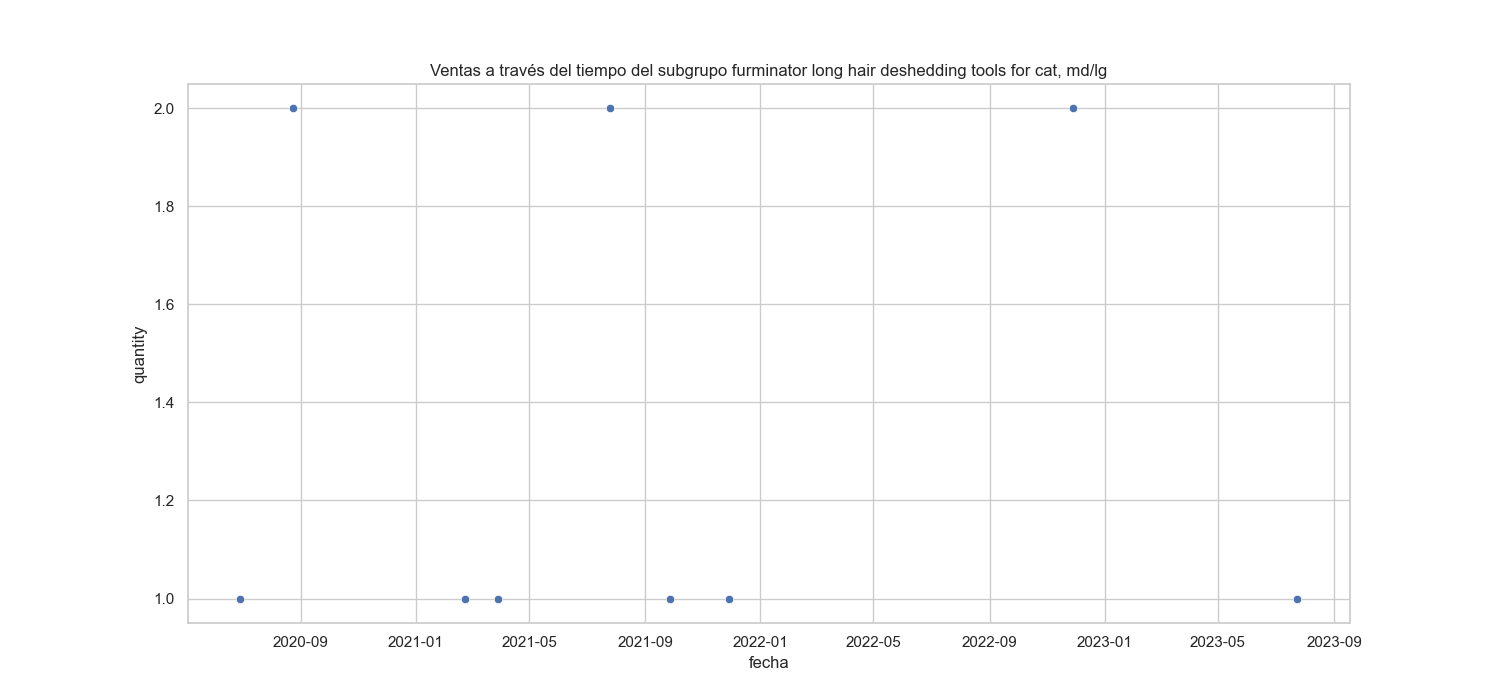 Ventas a través del tiempo del subgrupo furminator long hair deshedding tools for cat, md/lg
2.0
1.8
1.6
1.4
1.2
1.0
quantity
2020-09 2021-01 2021-05 2021-09 2022-01 2022-05 2022-09 2023-01 2023-05 2023-09
fecha